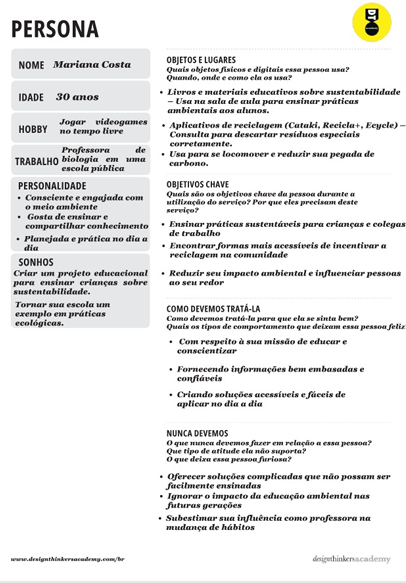 PERSONA
NOME Mariana Costa
IDADE 30 anos
HOBBY Jogar videogames
no tempo livre
TRABALHO Professora de
biologia em uma
escola pública
PERSONALIDADE
• Consciente e engajada com
o meio ambiente
• Gosta de ensinar e
compartilhar conhecimento
• Planejada e prática no dia a
dia
SONHOS
Criar um projeto educacional
para ensinar crianças sobre
sustentabilidade.
Tornar sua escola um
exemplo em práticas
ecológicas.
OBJETOS E LUGARES
Quais objetos físicos e digitais essa pessoa usa?
Quando, onde e como ela os usa?
• Livros e materiais educativos sobre sustentabilidade
– Usa na sala de aula para ensinar práticas
ambientais aos alunos.
• Aplicativos de reciclagem (Cataki, Recicla+, Ecycle) –
Consulta para descartar resíduos especiais
corretamente.
• Usa para se locomover e reduzir sua pegada de
carbono.
OBJETIVOS CHAVE
Quais são os objetivos chave da pessoa durante a
utilização do serviço? Por que eles precisam deste
serviço?
• Ensinar práticas sustentáveis para crianças e colegas
de trabalho
• Encontrar formas mais acessíveis de incentivar a
reciclagem na comunidade
• Reduzir seu impacto ambiental e influenciar pessoas
ao seu redor
COMO DEVEMOS TRATÁ-LA
Como devemos tratá-la para que ela se sinta bem?
Quais os tipos de comportamento que deixam essa pessoa feliz
• Com respeito à sua missão de educar e
conscientizar
• Fornecendo informações bem embasadas e
confiáveis
• Criando soluções acessíveis e fáceis de
aplicar no dia a dia
NUNCA DEVEMOS
O que nunca devemos fazer em relação a essa pessoa?
Que tipo de atitude ela não suporta?
O que deixa essa pessoa furiosa?
• Oferecer soluções complicadas que não possam ser
facilmente ensinadas
• Ignorar o impacto da educação ambiental nas
futuras gerações
• Subestimar sua influência como professora na
mudança de hábitos
www.designthinkersacademy.com/br
designthinkersacademy